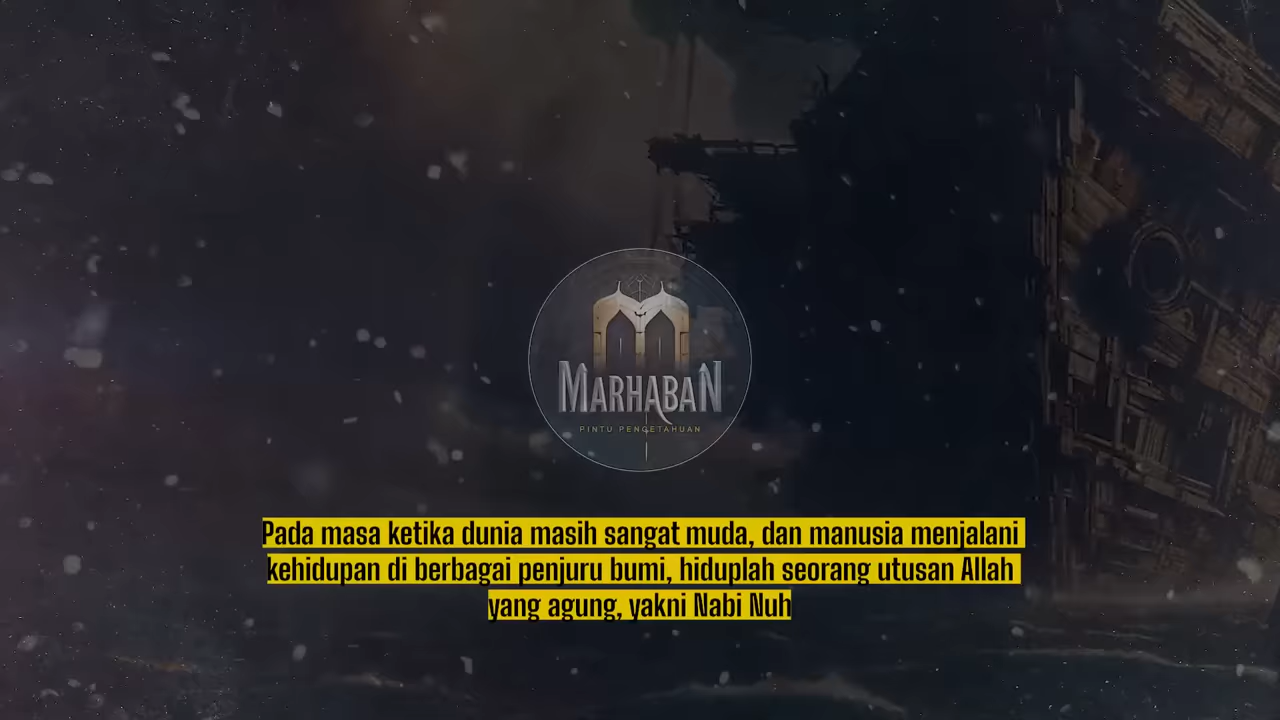 MARHABAN
PINTU PENGETAHUAN
Pada masa ketika dunia masih sangat muda, dan manusia menjalani
kehidupan di berbagai penjuru bumi, hiduplah seorang utusan Allah
yang agung, yakni Nabi Nuh